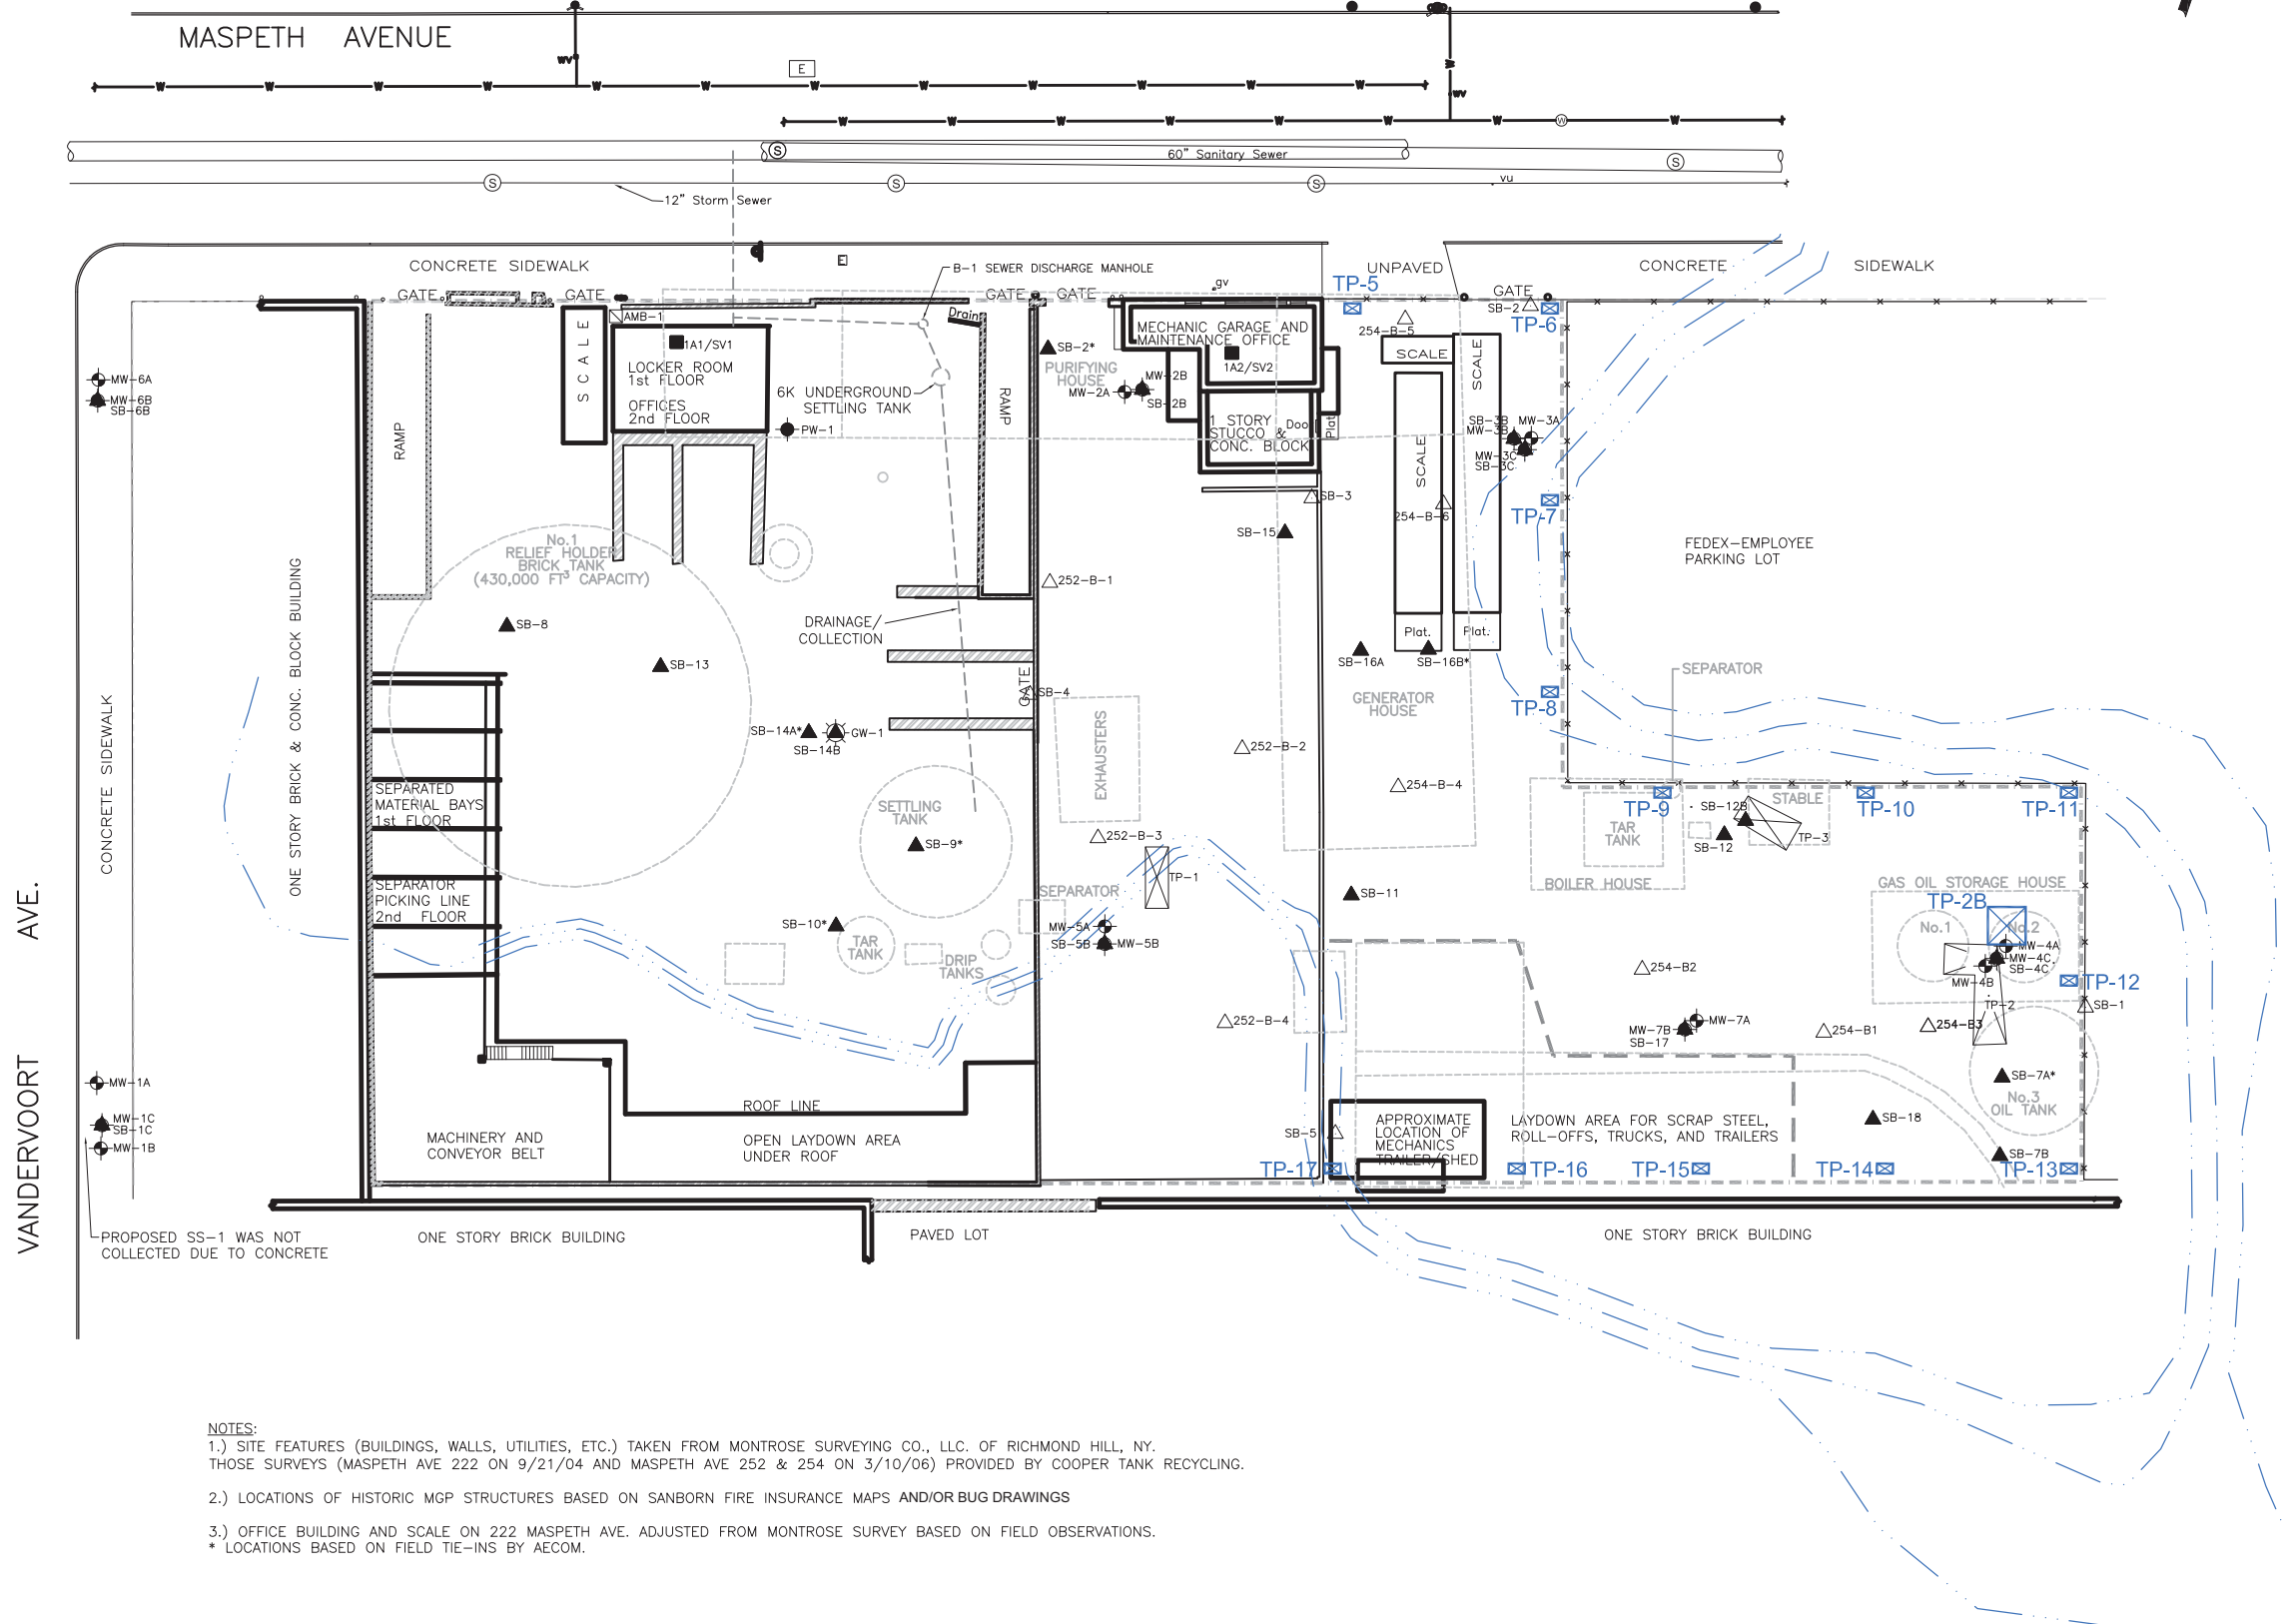 MASPETH AVENUE
WV
E
W W W W W W W W W W W W
W
WV
W W W W W W W W W
S
60" Sanitary Sewer
S
S S S
vu
12" Storm Sewer
CONCRETE SIDEWALK
E
B-1 SEWER DISCHARGE MANHOLE
UNPAVED
CONCRETE SIDEWALK
TP-5
gv
GATE GATE GATE GATE GATE
SB-2
TP-6
AMB-1
Drain
1A1/SV1
SCALE
LOCKER ROOM
1st FLOOR
OFFICES
2nd FLOOR
6K UNDERGROUND
SETTLING TANK
PW-1
RAMP
RAMP
SB-2*
PURIFYING
HOUSE
MECHANIC GARAGE AND
MAINTENANCE OFFICE
1A2/SV2
MW-2B
MW-2A
SB-2B
1 STORY
STUCCO &
CONC. BLOCK
Doo
Plat
254-B-5
SCALE
SCALE
SCALE
254-B-6
SB-3B
MW-3B
MW-3A
MW-3C
SB-3C
TP-7
MW-6A
MW-6B
SB-6B
SB-3
SB-15
FEDEX-EMPLOYEE
PARKING LOT
No.1
RELIEF HOLDER
BRICK TANK
(430,000 FT³ CAPACITY)
SB-8
SB-13
252-B-1
DRAINAGE/
COLLECTION
Plat.
Plat.
SB-16A
SB-16B*
SEPARATOR
GATE
SB-4
GENERATOR
HOUSE
TP-8
SB-14A*
SB-14B
GW-1
EXHAUSTERS
252-B-2
254-B-4
CONCRETE SIDEWALK
ONE STORY BRICK & CONC. BLOCK BUILDING
SEPARATED
MATERIAL BAYS
1st FLOOR
SETTLING
TANK
SB-9*
252-B-3
TP-1
TP-9
TAR
TANK
SB-12B
SB-12
STABLE
TP-3
TP-10
TP-11
SEPARATOR
PICKING LINE
2nd FLOOR
SEPARATOR
SB-11
BOILER HOUSE
GAS OIL STORAGE HOUSE
TP-2B
No.1
No.2
SB-10*
TAR
TANK
DRIP
TANKS
MW-5A
SB-5B
MW-5B
MW-4A
MW-4C
SB-4C
MW-4B
TP-2
TP-12
SB-1
254-B2
252-B-4
MW-7A
MW-7B
SB-17
254-B1
254-B3
SB-7A*
No.3
OIL TANK
MW-1A
MW-1C
SB-1C
MW-1B
ROOF LINE
MACHINERY AND
CONVEYOR BELT
OPEN LAYDOWN AREA
UNDER ROOF
SB-5
APPROXIMATE
LOCATION OF
MECHANICS
TRAILER/SHED
LAYDOWN AREA FOR SCRAP STEEL,
ROLL-OFFS, TRUCKS, AND TRAILERS
SB-18
SB-7B
TP-17
TP-16
TP-15
TP-14
TP-13
VANDERVOORT AVE.
PROPOSED SS-1 WAS NOT
COLLECTED DUE TO CONCRETE
ONE STORY BRICK BUILDING
PAVED LOT
ONE STORY BRICK BUILDING
NOTES:
1.) SITE FEATURES (BUILDINGS, WALLS, UTILITIES, ETC.) TAKEN FROM MONTROSE SURVEYING CO., LLC. OF RICHMOND HILL, NY.
THOSE SURVEYS (MASPETH AVE 222 ON 9/21/04 AND MASPETH AVE 252 & 254 ON 3/10/06) PROVIDED BY COOPER TANK RECYCLING.
2.) LOCATIONS OF HISTORIC MGP STRUCTURES BASED ON SANBORN FIRE INSURANCE MAPS AND/OR BUG DRAWINGS
3.) OFFICE BUILDING AND SCALE ON 222 MASPETH AVE. ADJUSTED FROM MONTROSE SURVEY BASED ON FIELD OBSERVATIONS.
* LOCATIONS BASED ON FIELD TIE-INS BY AECOM.